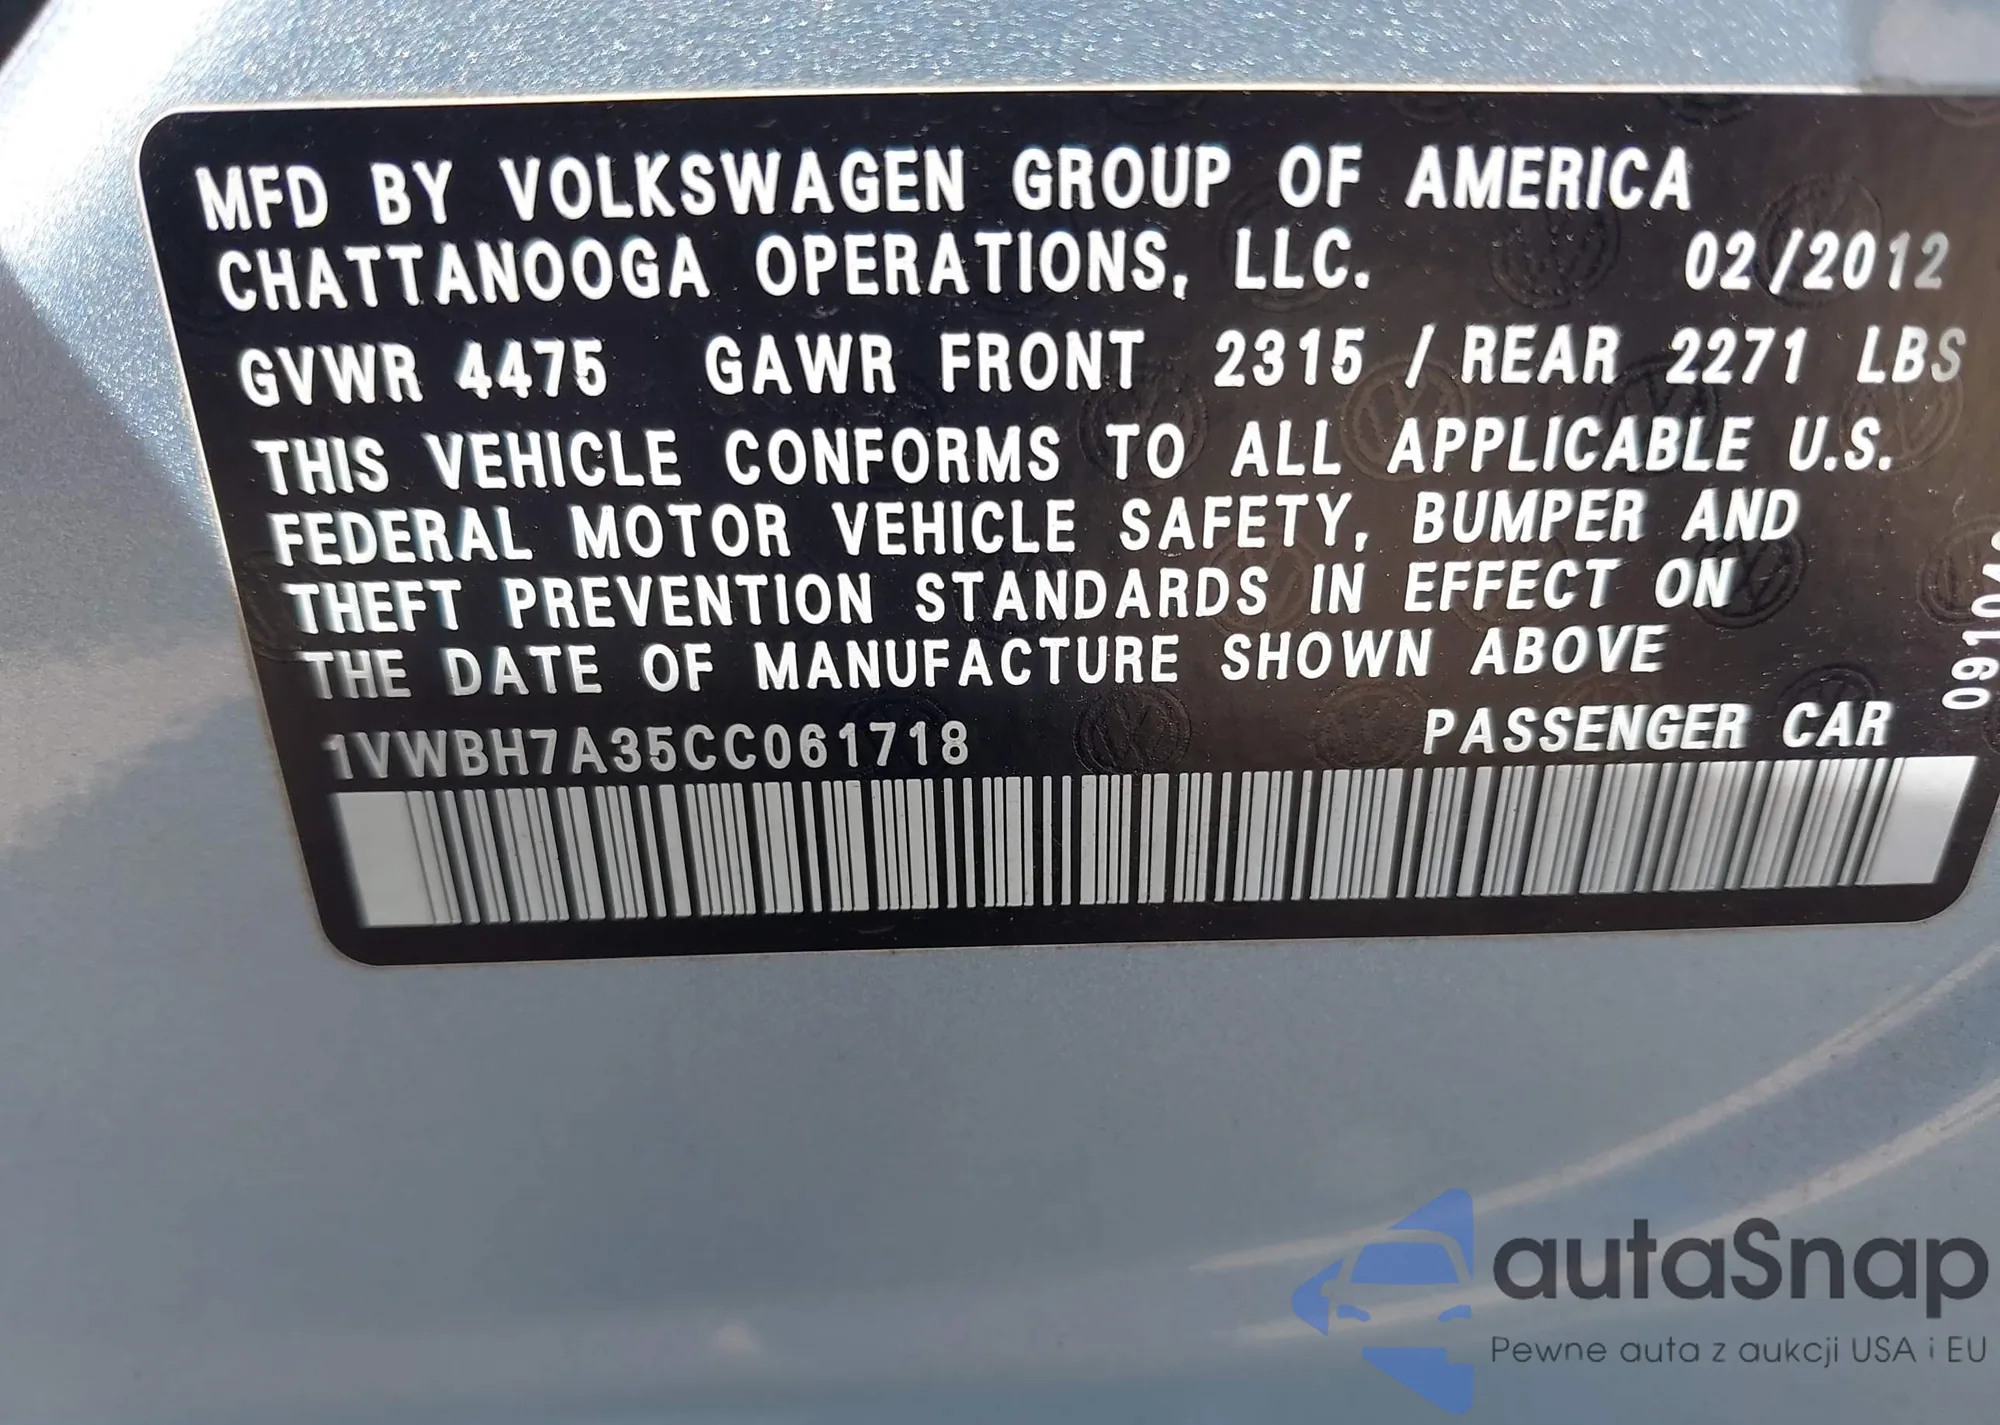 MFD BY VOLKSWAGEN GROUP OF AMERICA
CHATTANOOGA OPERATIONS, LLC. 02/2012
GVWR 4475 GAWR FRONT 2315 / REAR 2271 LBS
THIS VEHICLE CONFORMS TO ALL APPLICABLE U.S.
FEDERAL MOTOR VEHICLE SAFETY, BUMPER AND
THEFT PREVENTION STANDARDS IN EFFECT ON
THE DATE OF MANUFACTURE SHOWN ABOVE
1VWBH7A35CC061718 PASSENGER CAR
autaSnap
Pewne auta z aukcji USA i EU